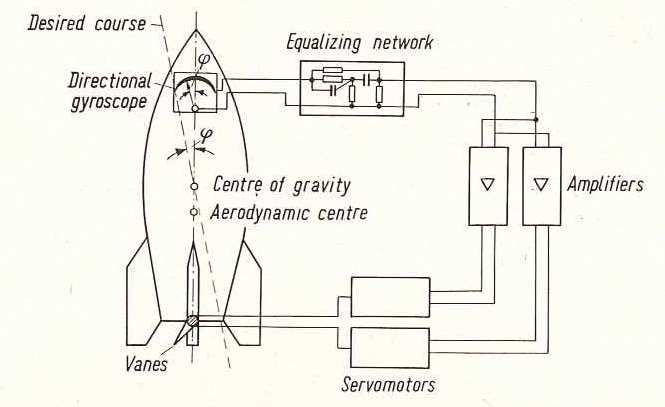 Desired course
Equalizing network
φ
Directional
gyroscope
φ
Centre of gravity
Amplifiers
Aerodynamic centre
Vanes
Servomotors